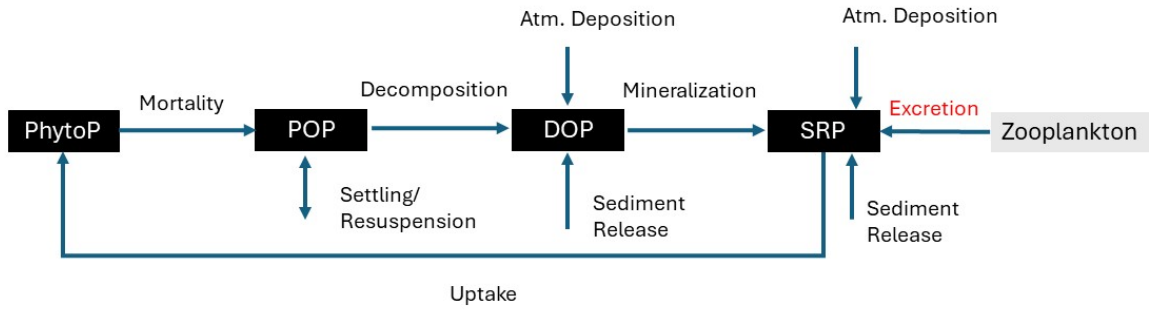 Atm. Deposition
Atm. Deposition
Decomposition
Mineralization
Mortality
Excretion
PhytoP
POP
DOP
SRP
Zooplankton
Settling/
Resuspension
Sediment
Release
Sediment
Release
Uptake